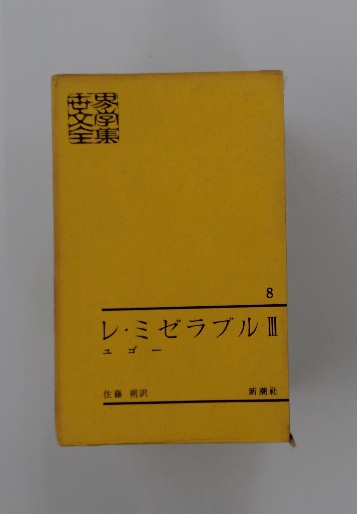 世界
文学
全集
8
レ・ミゼラブル Ⅲ
ユゴー
佐藤 朔訳 新潮社